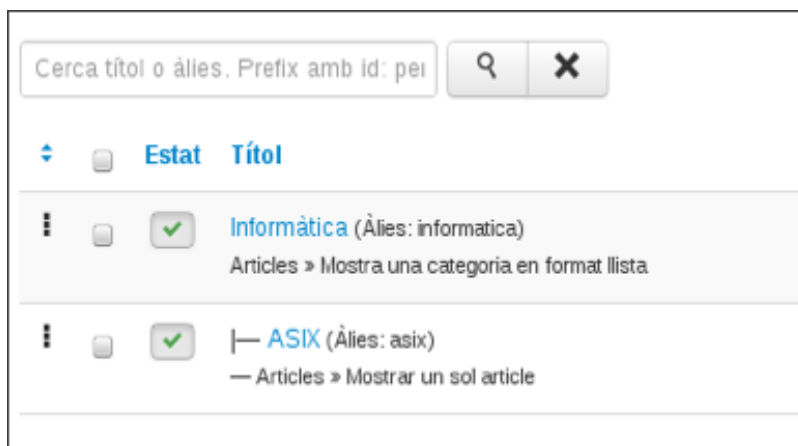 Cerca títol o àlies. Prefix amb id: per
Estat Títol
Informàtica (Àlies: informatica)
Articles » Mostra una categoria en format llista
|— ASIX (Àlies: asix)
— Articles » Mostrar un sol article